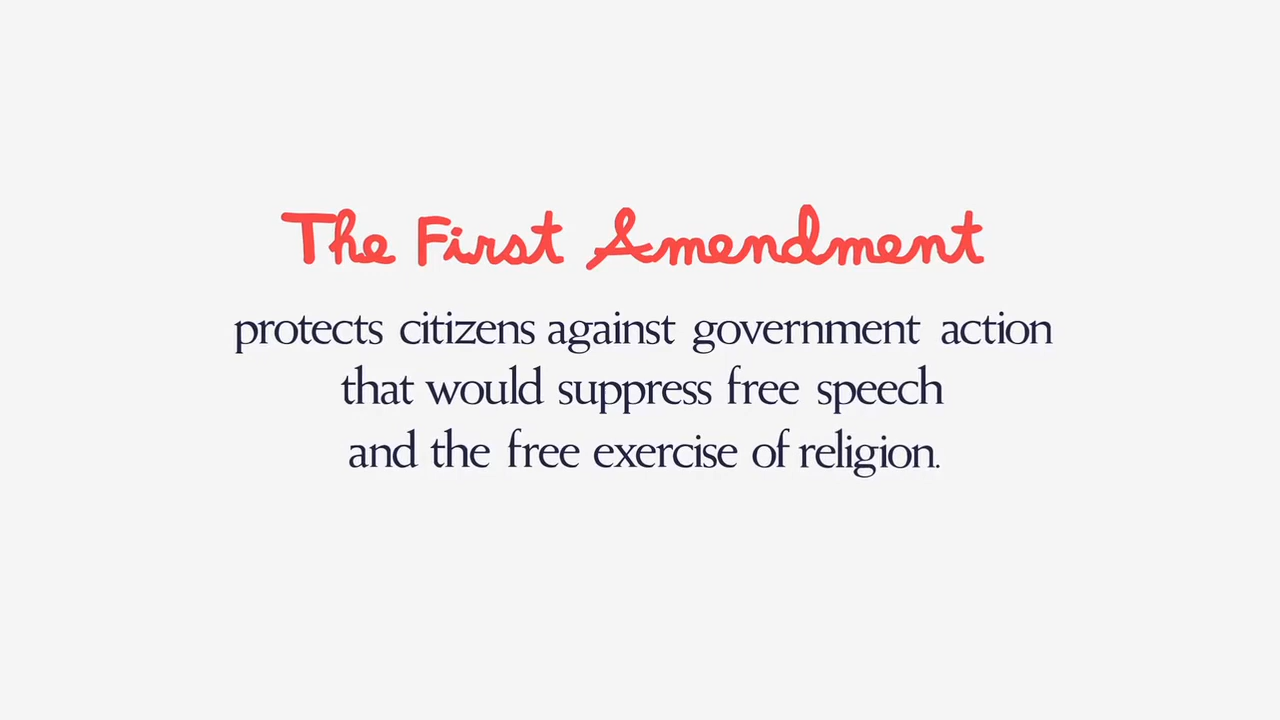 The First Amendment
protects citizens against government action
that would suppress free speech
and the free exercise of religion.